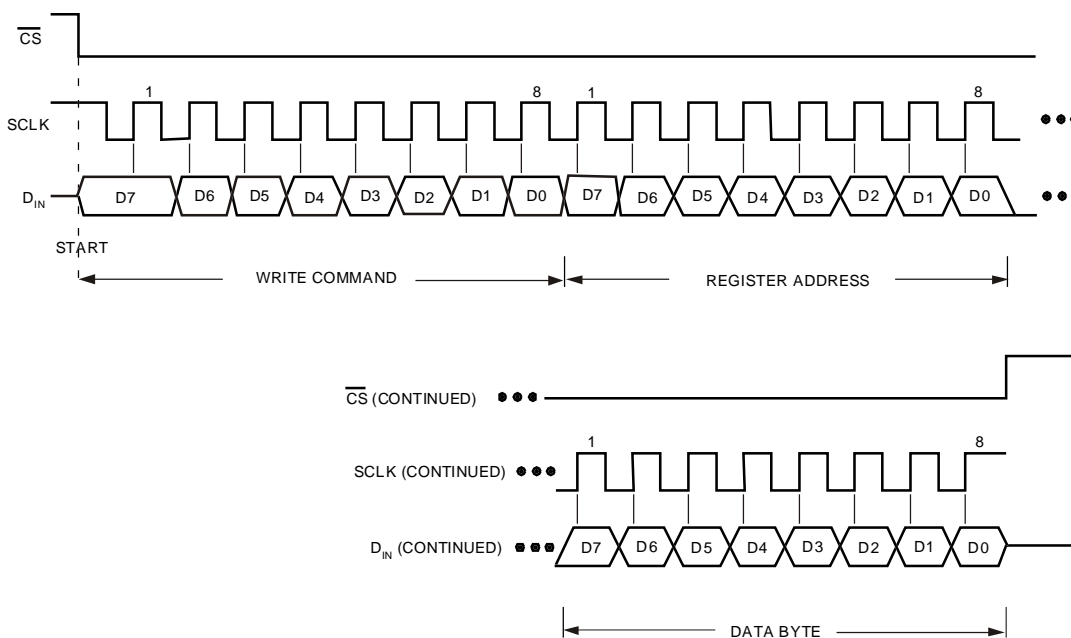 CS
1 8 1 8
SCLK
D7 D6 D5 D4 D3 D2 D1 D0 D7 D6 D5 D4 D3 D2 D1 D0
DIN
START
WRITE COMMAND REGISTER ADDRESS
CS (CONTINUED)
1 8
SCLK (CONTINUED)
DIN (CONTINUED) D7 D6 D5 D4 D3 D2 D1 D0
DATA BYTE